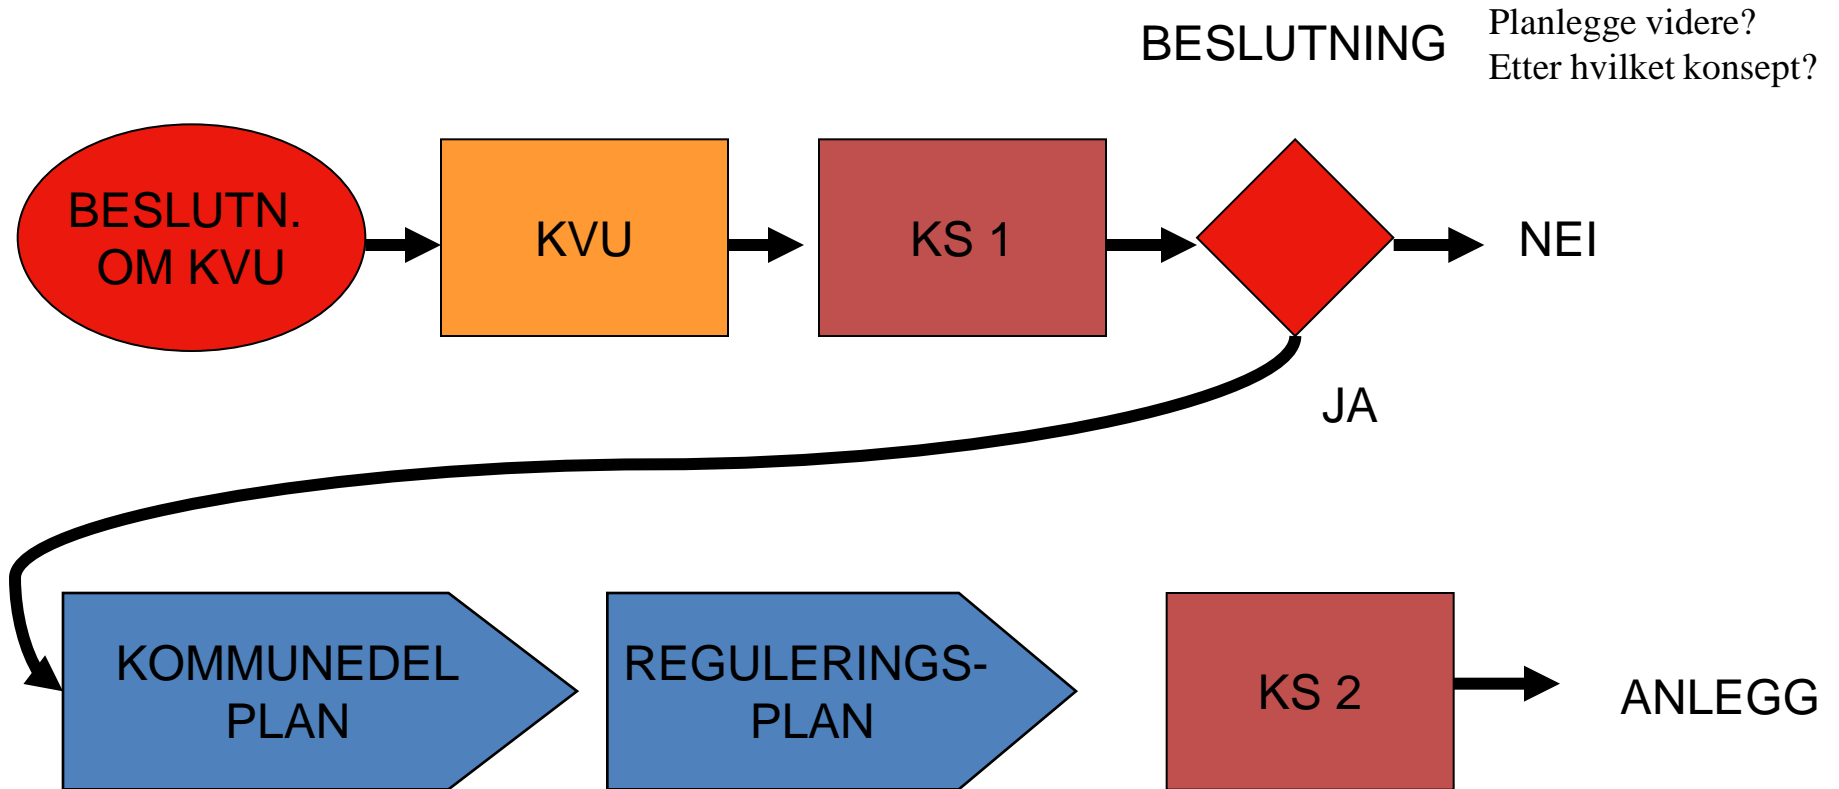 BESLUTNING
Planlegge videre?
Etter hvilket konsept?
BESLUTN.
OM KVU
KVU
KS 1
NEI
JA
KOMMUNEDEL
PLAN
REGULERINGS-
PLAN
KS 2
ANLEGG